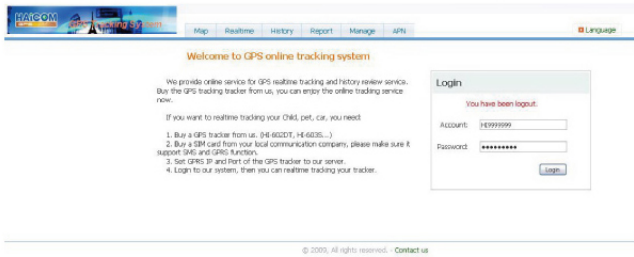 HAICOM
GPS Tracking System
Map Realtime History Report Manage APN
Language
Welcome to GPS online tracking system
We provide online service for GPS realtime tracking and history review service.
Buy the GPS tracking tracker from us, you can enjoy the online tracking service
now.
If you want to realtime tracking your Child, pet, car, you need:
1. Buy a GPS tracker from us. (HI-602DT, HI-603S...)
2. Buy a SIM card from your local communication company, please make sure it
support SMS and GPRS function.
3. Set GPRS IP and Port of the GPS tracker to our server.
4. Login to our system, then you can realtime tracking your tracker.
Login
You have been logout.
Account: HI9999999
Password: •••••••••
Login
© 2009, All rights reserved. - Contact us